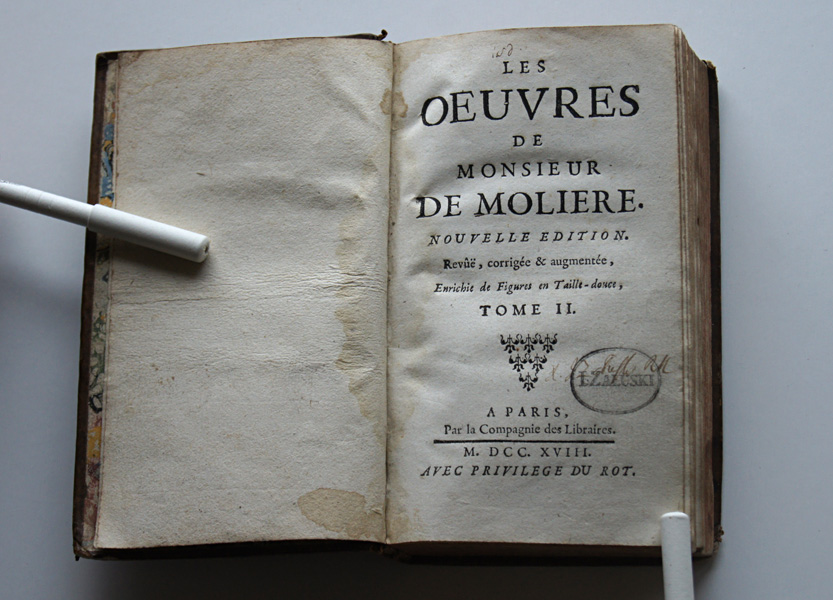 LES
OEUVRES
DE
MONSIEUR
DE MOLIERE.
NOUVELLE EDITION.
Revûë, corrigée & augmentée,
Enrichie de Figures en Taille-douce,
TOME II.
A PARIS,
Par la Compagnie des Libraires.
M. DCC. XVIII.
AVEC PRIVILEGE DU ROY.